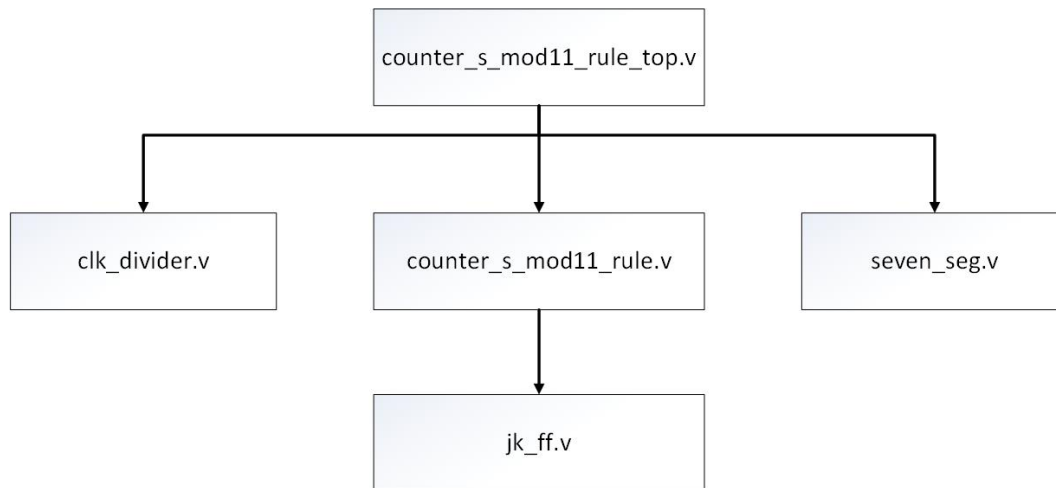 counter_s_mod11_rule_top.v
clk_divider.v
counter_s_mod11_rule.v
seven_seg.v
jk_ff.v